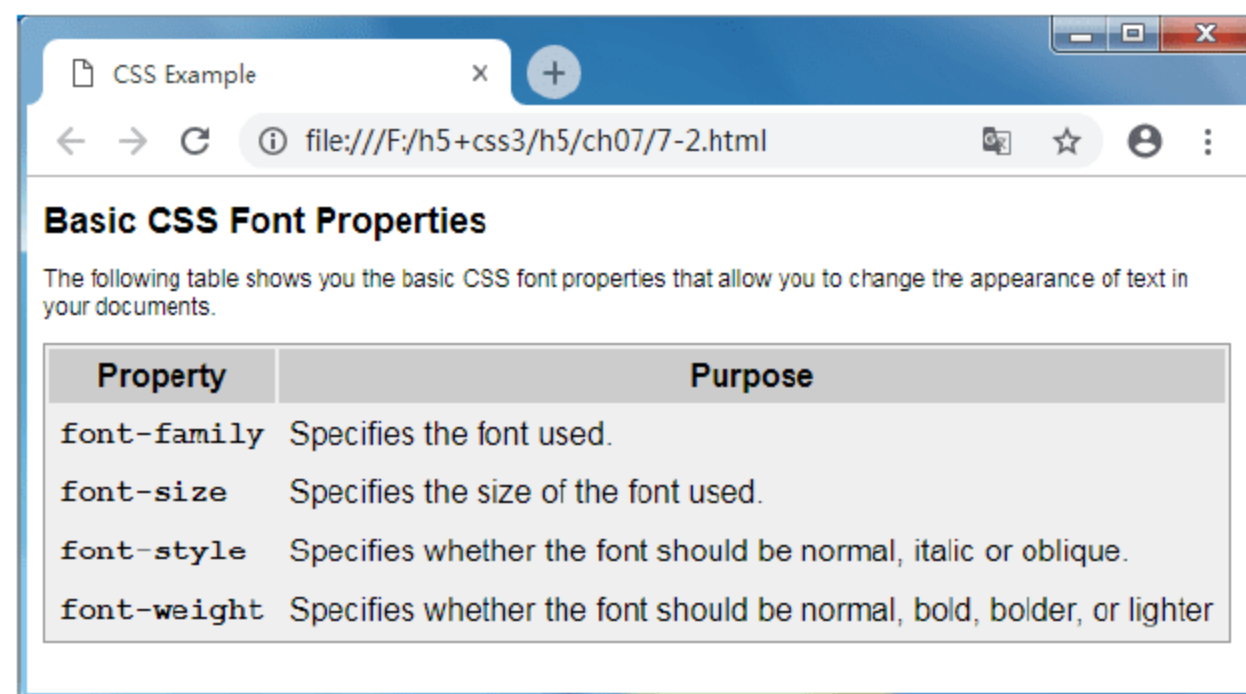 CSS Example
file:///F:/h5+css3/h5/ch07/7-2.html
Basic CSS Font Properties
The following table shows you the basic CSS font properties that allow you to change the appearance of text in
your documents.
Property Purpose
font-family Specifies the font used.
font-size Specifies the size of the font used.
font-style Specifies whether the font should be normal, italic or oblique.
font-weight Specifies whether the font should be normal, bold, bolder, or lighter